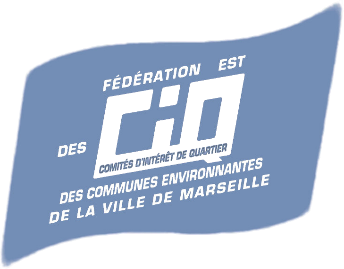 FÉDÉRATION EST
DES CIQ
COMITÉS D'INTÉRÊT DE QUARTIER
DES COMMUNES ENVIRONNANTES
DE LA VILLE DE MARSEILLE